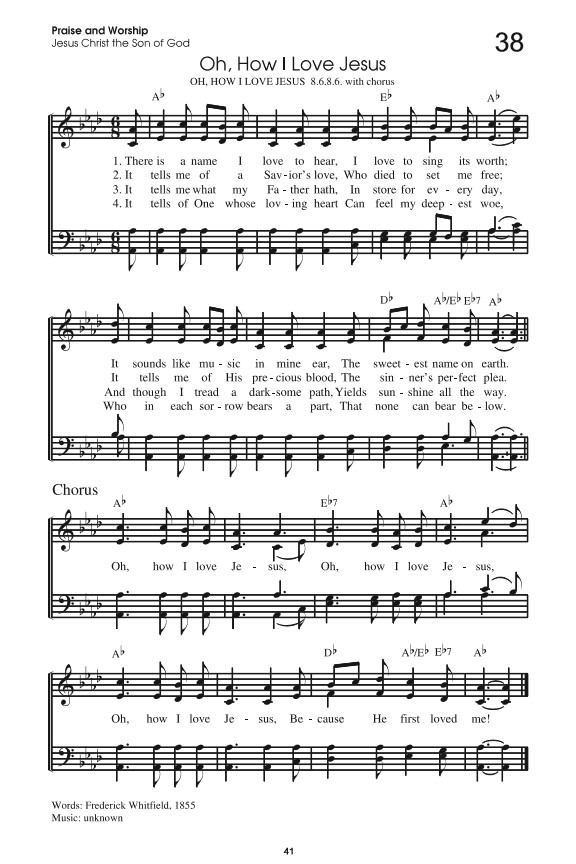 Praise and Worship
Jesus Christ the Son of God
38
Oh, How I Love Jesus
OH, HOW I LOVE JESUS 8.6.8.6. with chorus
A♭ E♭ A♭
1. There is a name I love to hear, I love to sing its worth;
2. It tells me of a Sav-ior's love, Who died to set me free;
3. It tells me what my Fa-ther hath, In store for ev-ery day,
4. It tells of One whose lov-ing heart Can feel my deep-est woe,
D♭ A♭/E♭ E♭7 A♭
It sounds like mu-sic in mine ear, The sweet-est name on earth.
It tells me of His pre-cious blood, The sin-ner's per-fect plea.
And though I tread a dark-some path, Yields sun-shine all the way.
Who in each sor-row bears a part, That none can bear be-low.
Chorus
A♭ E♭7 A♭
Oh, how I love Je-sus, Oh, how I love Je-sus,
A♭ D♭ A♭/E♭ E♭7 A♭
Oh, how I love Je-sus, Be-cause He first loved me!
Words: Frederick Whitfield, 1855
Music: unknown
41